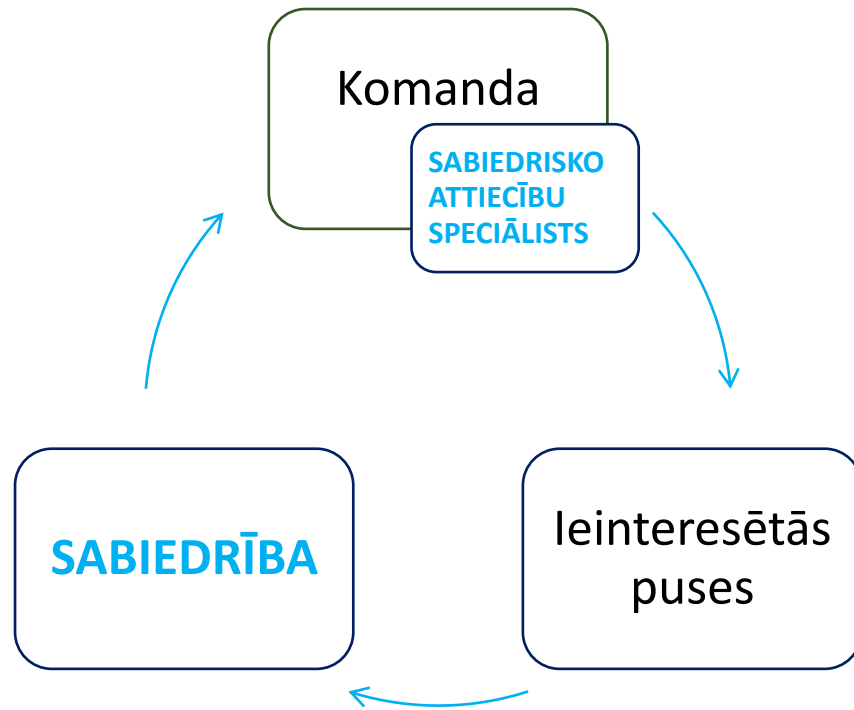 Komanda
SABIEDRISKO
ATTIECĪBU
SPECIĀLISTS
SABIEDRĪBA
Ieinteresētās
puses